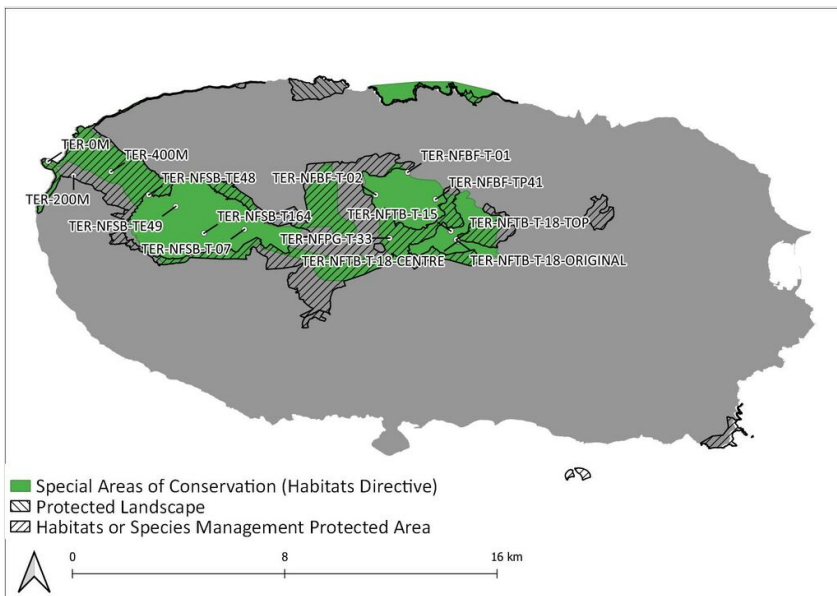 TER-0M
TER-400M
TER-NFBF-T-01
TER-NFSB-TE48
TER-NFBF-T-02
TER-NFBF-TP41
TER-200M
TER-NFSB-T164
TER-NFTB-T-15
TER-NFSB-TE49
TER-NFTB-T-18-TOP
TER-NFPG-T-33
TER-NFSB-T-07
TER-NFTB-T-18-CENTRE
TER-NFTB-T-18-ORIGINAL
Special Areas of Conservation (Habitats Directive)
Protected Landscape
Habitats or Species Management Protected Area
0 8 16 km